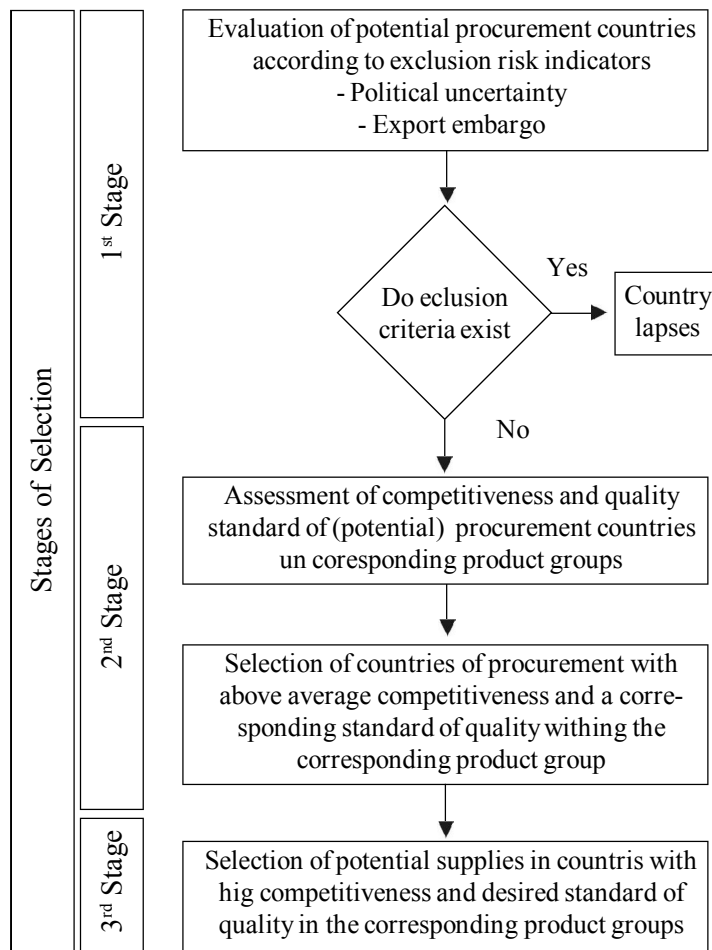 Evaluation of potential procurement countries
according to exclusion risk indicators
- Political uncertainty
- Export embargo
1st Stage
Do eclusion
criteria exist
Yes
Country
lapses
No
Stages of Selection
2nd Stage
Assessment of competitiveness and quality
standard of (potential) procurement countries
un coresponding product groups
Selection of countries of procurement with
above average competitiveness and a corre-
sponding standard of quality withing the
corresponding product group
3rd Stage
Selection of potential supplies in countris with
hig competitiveness and desired standard of
quality in the corresponding product groups